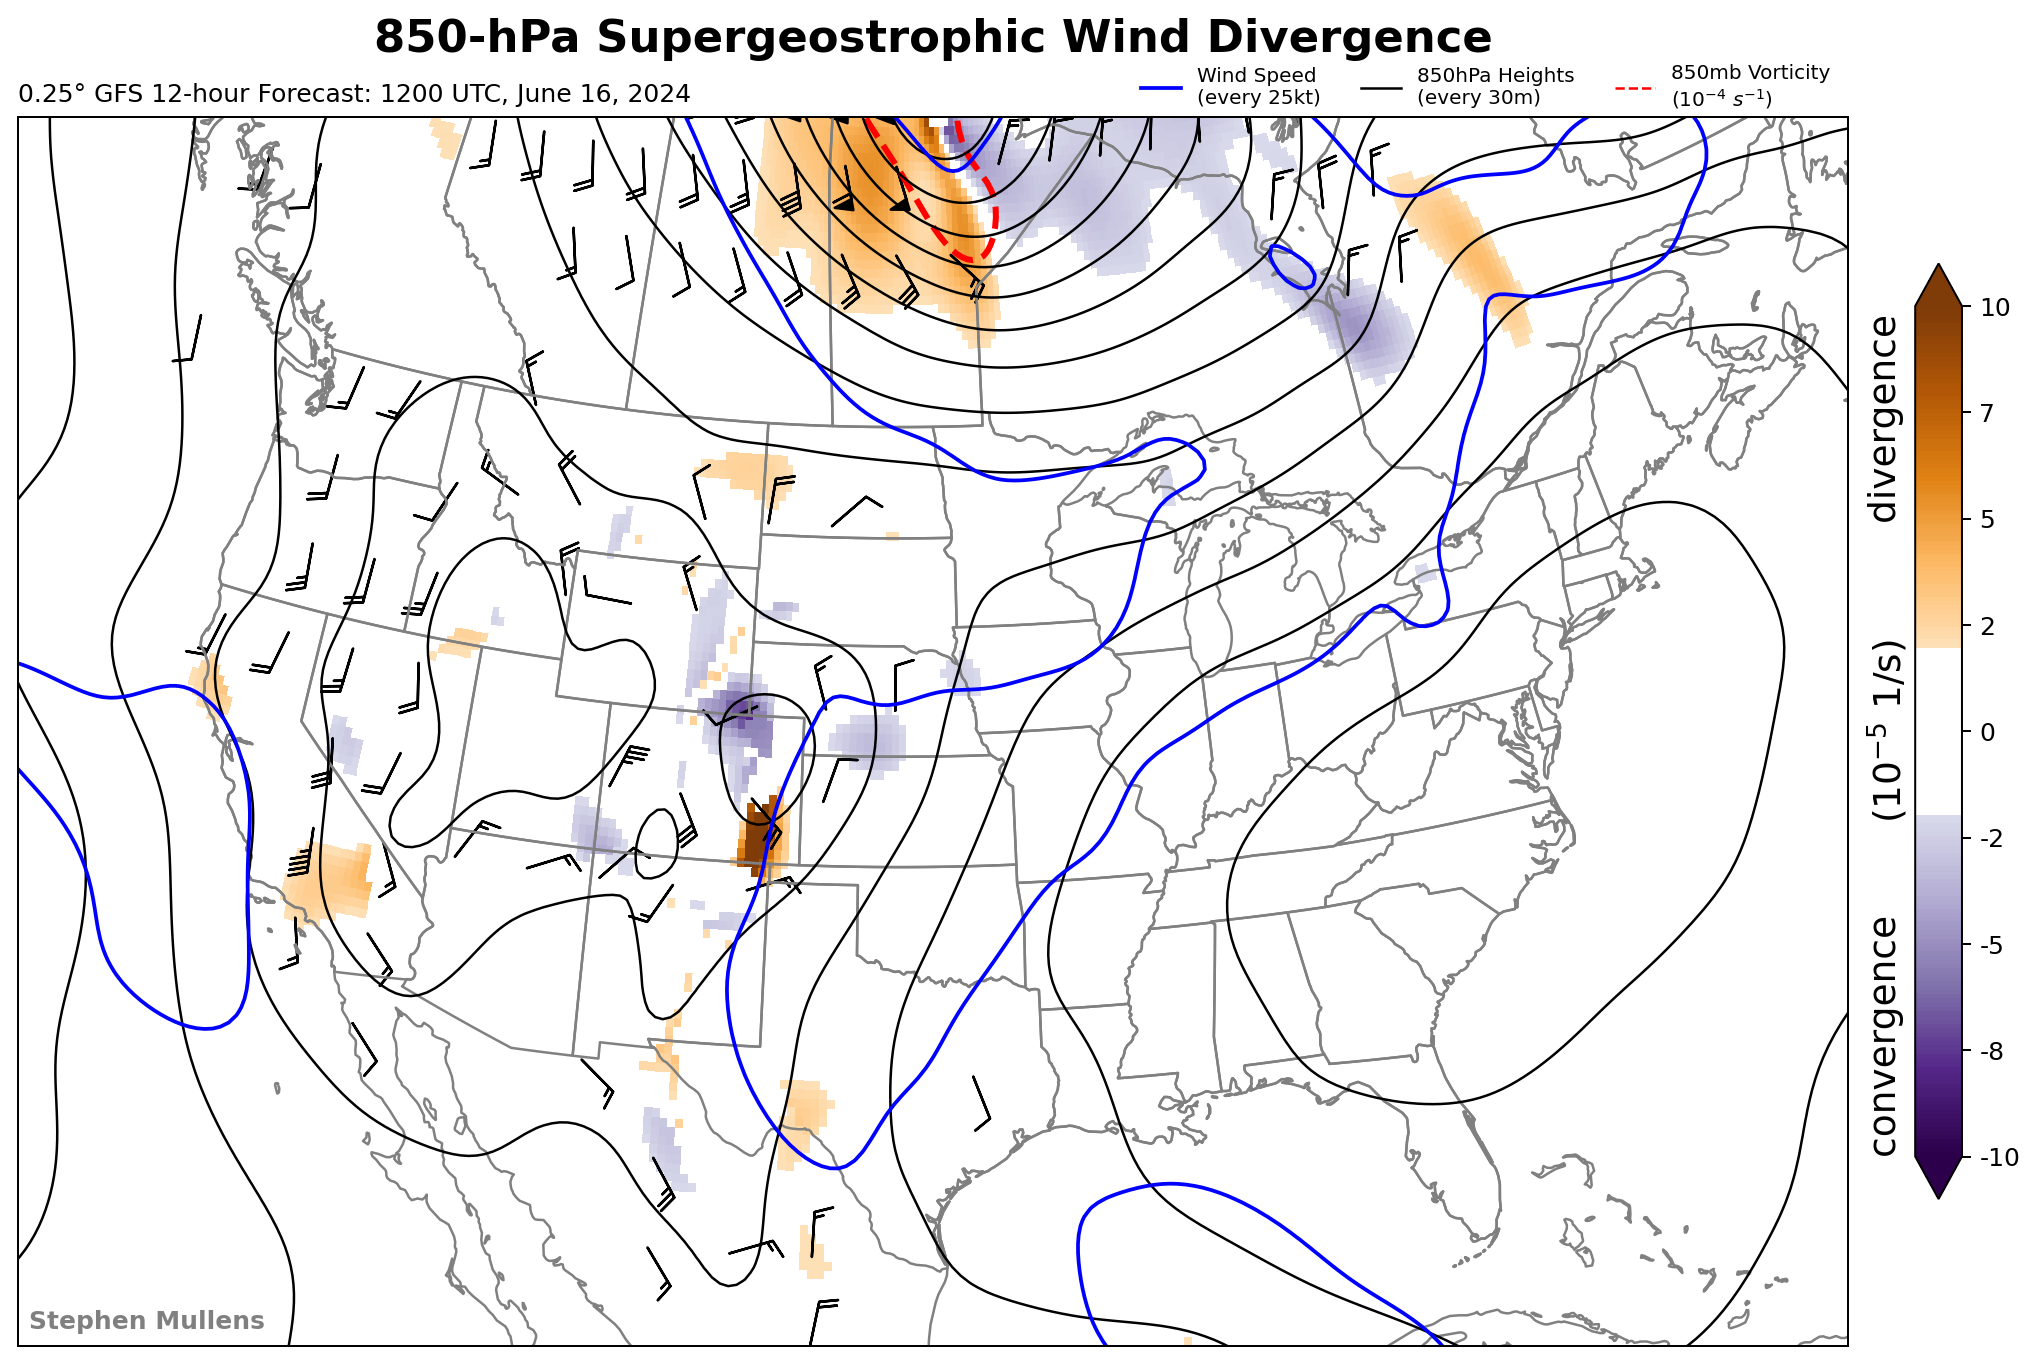 850-hPa Supergeostrophic Wind Divergence
0.25° GFS 12-hour Forecast: 1200 UTC, June 16, 2024
Wind Speed
(every 25kt)
850hPa Heights
(every 30m)
850mb Vorticity
(10⁻⁴ s⁻¹)
10
7
5
2
0
-2
-5
-8
-10
convergence (10⁻⁵ 1/s) divergence
Stephen Mullens